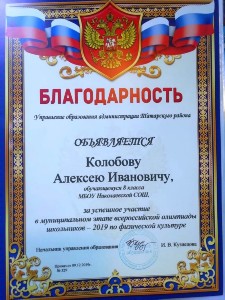 БЛАГОДАРНОСТЬ
Управление образования администрации Татарского района
ОБЪЯВЛЯЕТСЯ
Колобову
Алексею Ивановичу,
обучающемуся 8 класса
МБОУ Николаевской СОШ,
за успешное участие
в муниципальном этапе всероссийской олимпиады
школьников – 2019 по физической культуре
Начальник управления образования И. В. Кузнецова